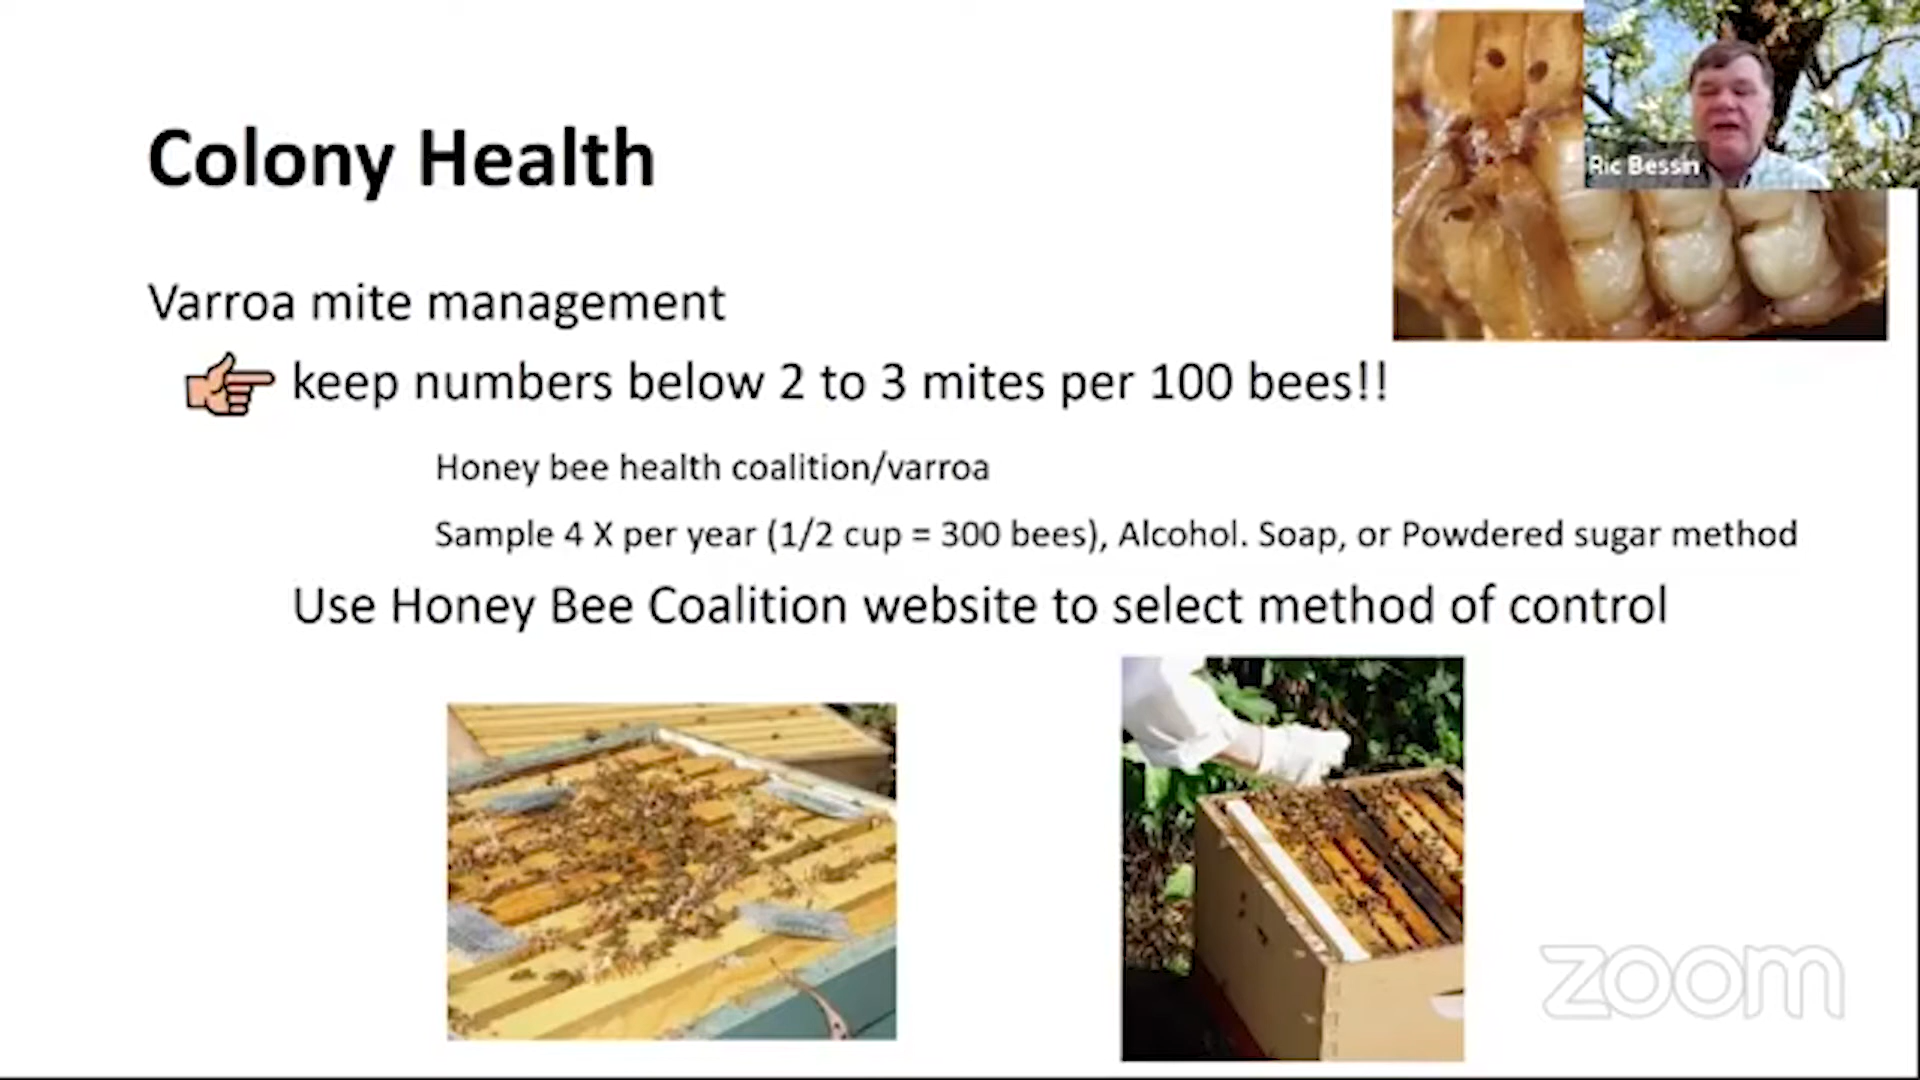 Colony Health
Ric Bessin
Varroa mite management
keep numbers below 2 to 3 mites per 100 bees!!
Honey bee health coalition/varroa
Sample 4 X per year (1/2 cup = 300 bees), Alcohol. Soap, or Powdered sugar method
Use Honey Bee Coalition website to select method of control
zoom